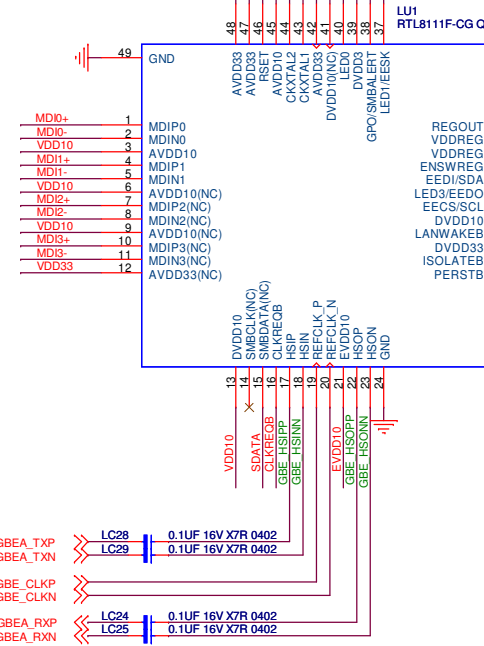 LU1
RTL8111F-CG Q
48
47
46
45
44
43
42
41
40
39
38
37
AVDD33
AVDD33
RSET
AVDD10
CKXTAL2
CKXTAL1
AVDD33
DVDD10(NC)
LED0
DVDD3
GPO/SMBALERT
LED1/EESK
49 GND
MDI0+ 1 MDIP0
MDI0- 2 MDIN0
VDD10 3 AVDD10
MDI1+ 4 MDIP1
MDI1- 5 MDIN1
VDD10 6 AVDD10(NC)
MDI2+ 7 MDIP2(NC)
MDI2- 8 MDIN2(NC)
VDD10 9 AVDD10(NC)
MDI3+ 10 MDIP3(NC)
MDI3- 11 MDIN3(NC)
VDD33 12 AVDD33(NC)
REGOUT
VDDREG
VDDREG
ENSWREG
EEDI/SDA
LED3/EEDO
EECS/SCL
DVDD10
LANWAKEB
DVDD33
ISOLATEB
PERSTB
DVDD10
SMBCLK(NC)
SMBDATA(NC)
CLKREQB
HSIP
HSIN
REFCLK_P
REFCLK_N
EVDD10
HSOP
HSON
GND
13
14
15
16
17
18
19
20
21
22
23
24
VDD10
SDATA
CLKREQB
GBE_HSIPP
GBE_HSINN
EVDD10
GBE_HSOPP
GBE_HSONN
GBEA_TXP LC28 0.1UF 16V X7R 0402
GBEA_TXN LC29 0.1UF 16V X7R 0402
GBE_CLKP
GBE_CLKN
GBEA_RXP LC24 0.1UF 16V X7R 0402
GBEA_RXN LC25 0.1UF 16V X7R 0402